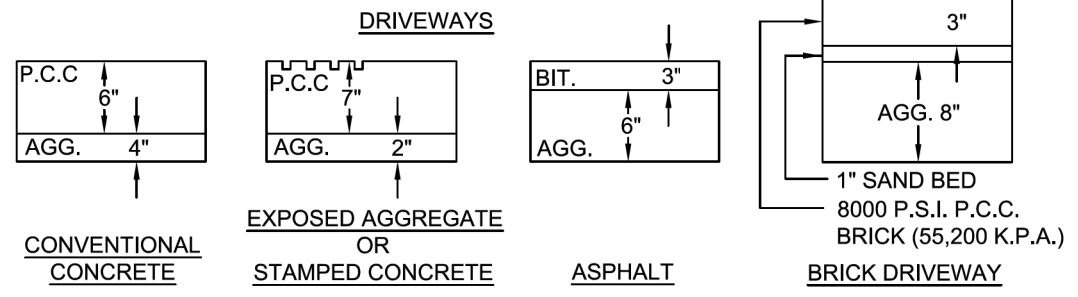 DRIVEWAYS
P.C.C
6"
AGG. 4"
CONVENTIONAL
CONCRETE
P.C.C
7"
AGG. 2"
EXPOSED AGGREGATE
OR
STAMPED CONCRETE
BIT. 3"
6"
AGG.
ASPHALT
3"
AGG. 8"
1" SAND BED
8000 P.S.I. P.C.C.
BRICK (55,200 K.P.A.)
BRICK DRIVEWAY